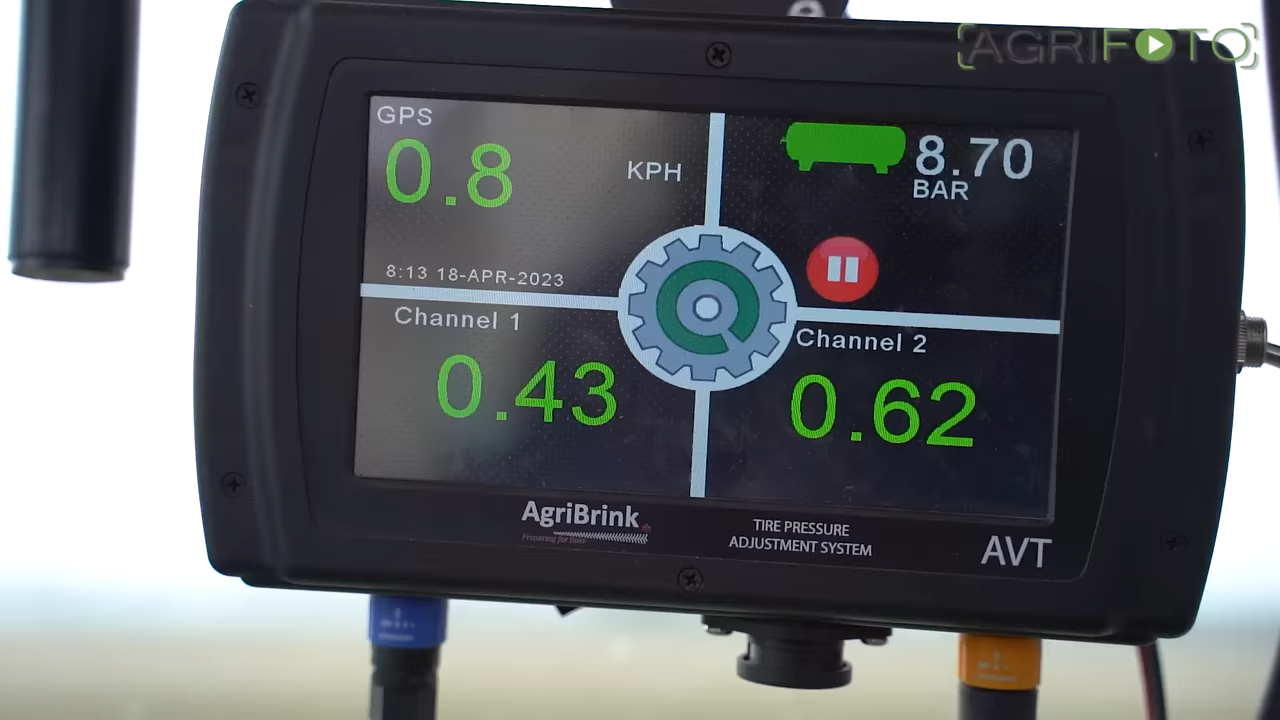 AGRIFOTO
GPS
0.8 KPH
8.70
BAR
8:13 18-APR-2023
Channel 1
0.43
Channel 2
0.62
AgriBrink
TIRE PRESSURE
ADJUSTMENT SYSTEM
AVT